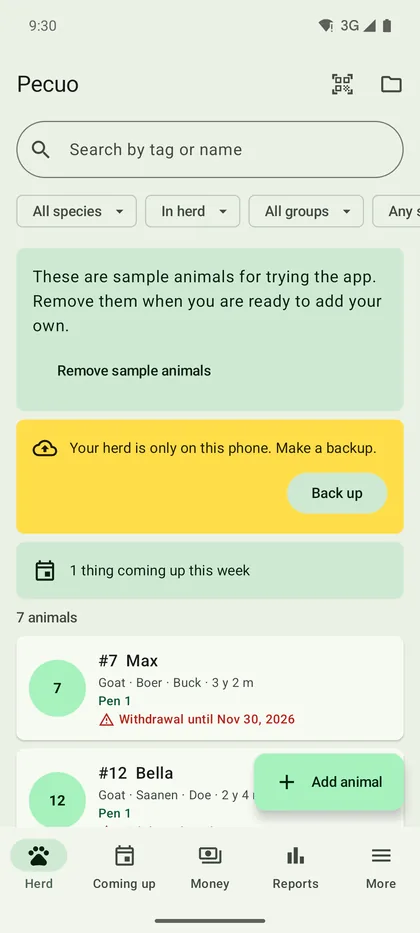 9:30
3G
Pecuo
Search by tag or name
All species
In herd
All groups
Any
These are sample animals for trying the app.
Remove them when you are ready to add your
own.
Remove sample animals
Your herd is only on this phone. Make a backup.
Back up
1 thing coming up this week
7 animals
7
#7 Max
Goat · Boer · Buck · 3 y 2 m
Pen 1
Withdrawal until Nov 30, 2026
12
#12 Bella
Goat · Saanen · Doe · 2 y 4
Pen 1
Add animal
Herd
Coming up
Money
Reports
More